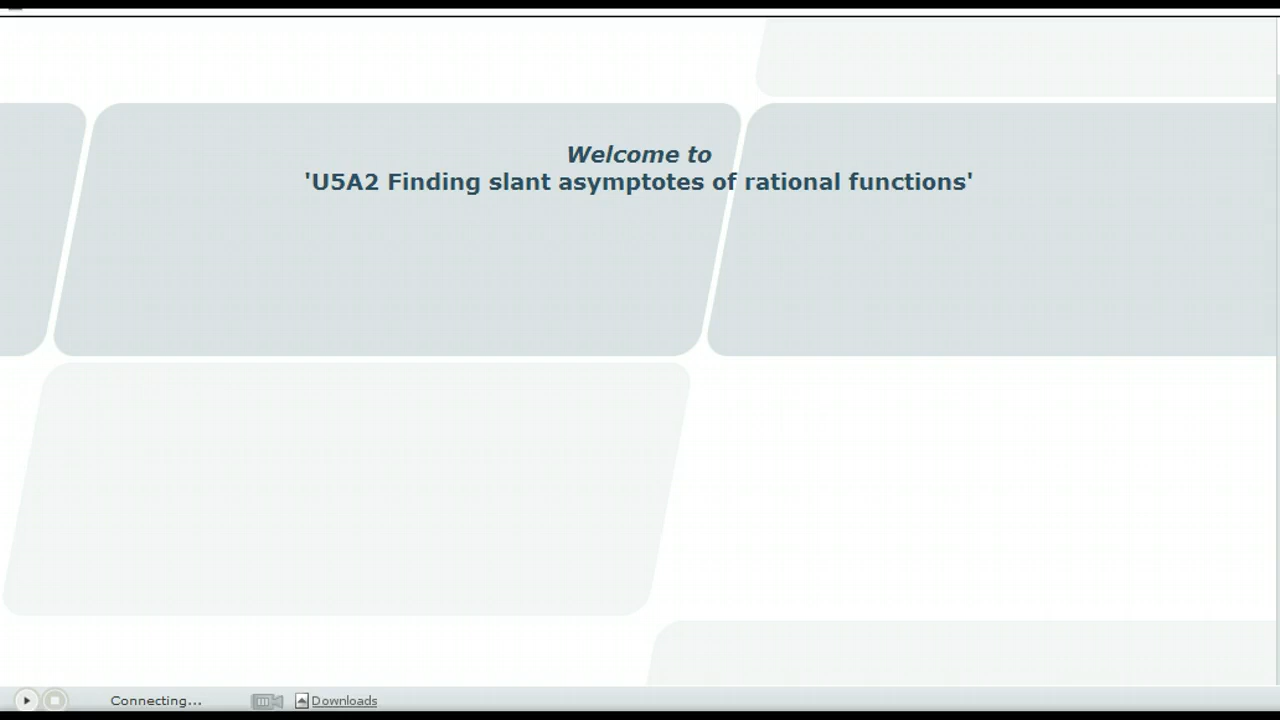 Welcome to
'U5A2 Finding slant asymptotes of rational functions'
Connecting...
Downloads